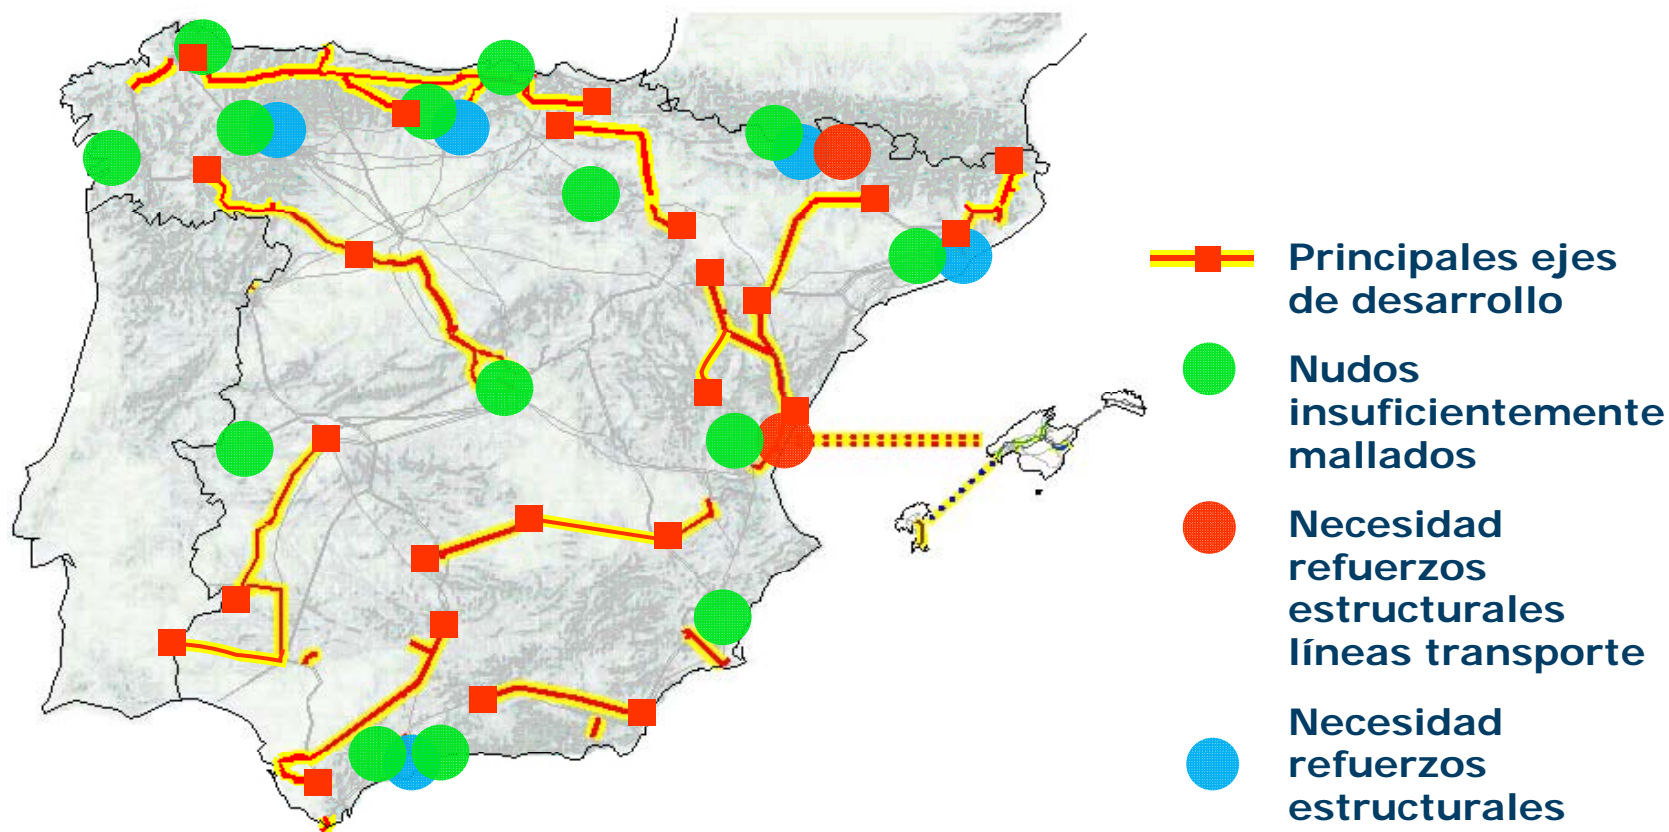 Principales ejes
de desarrollo
Nudos
insuficientemente
mallados
Necesidad
refuerzos
estructurales
líneas transporte
Necesidad
refuerzos
estructurales